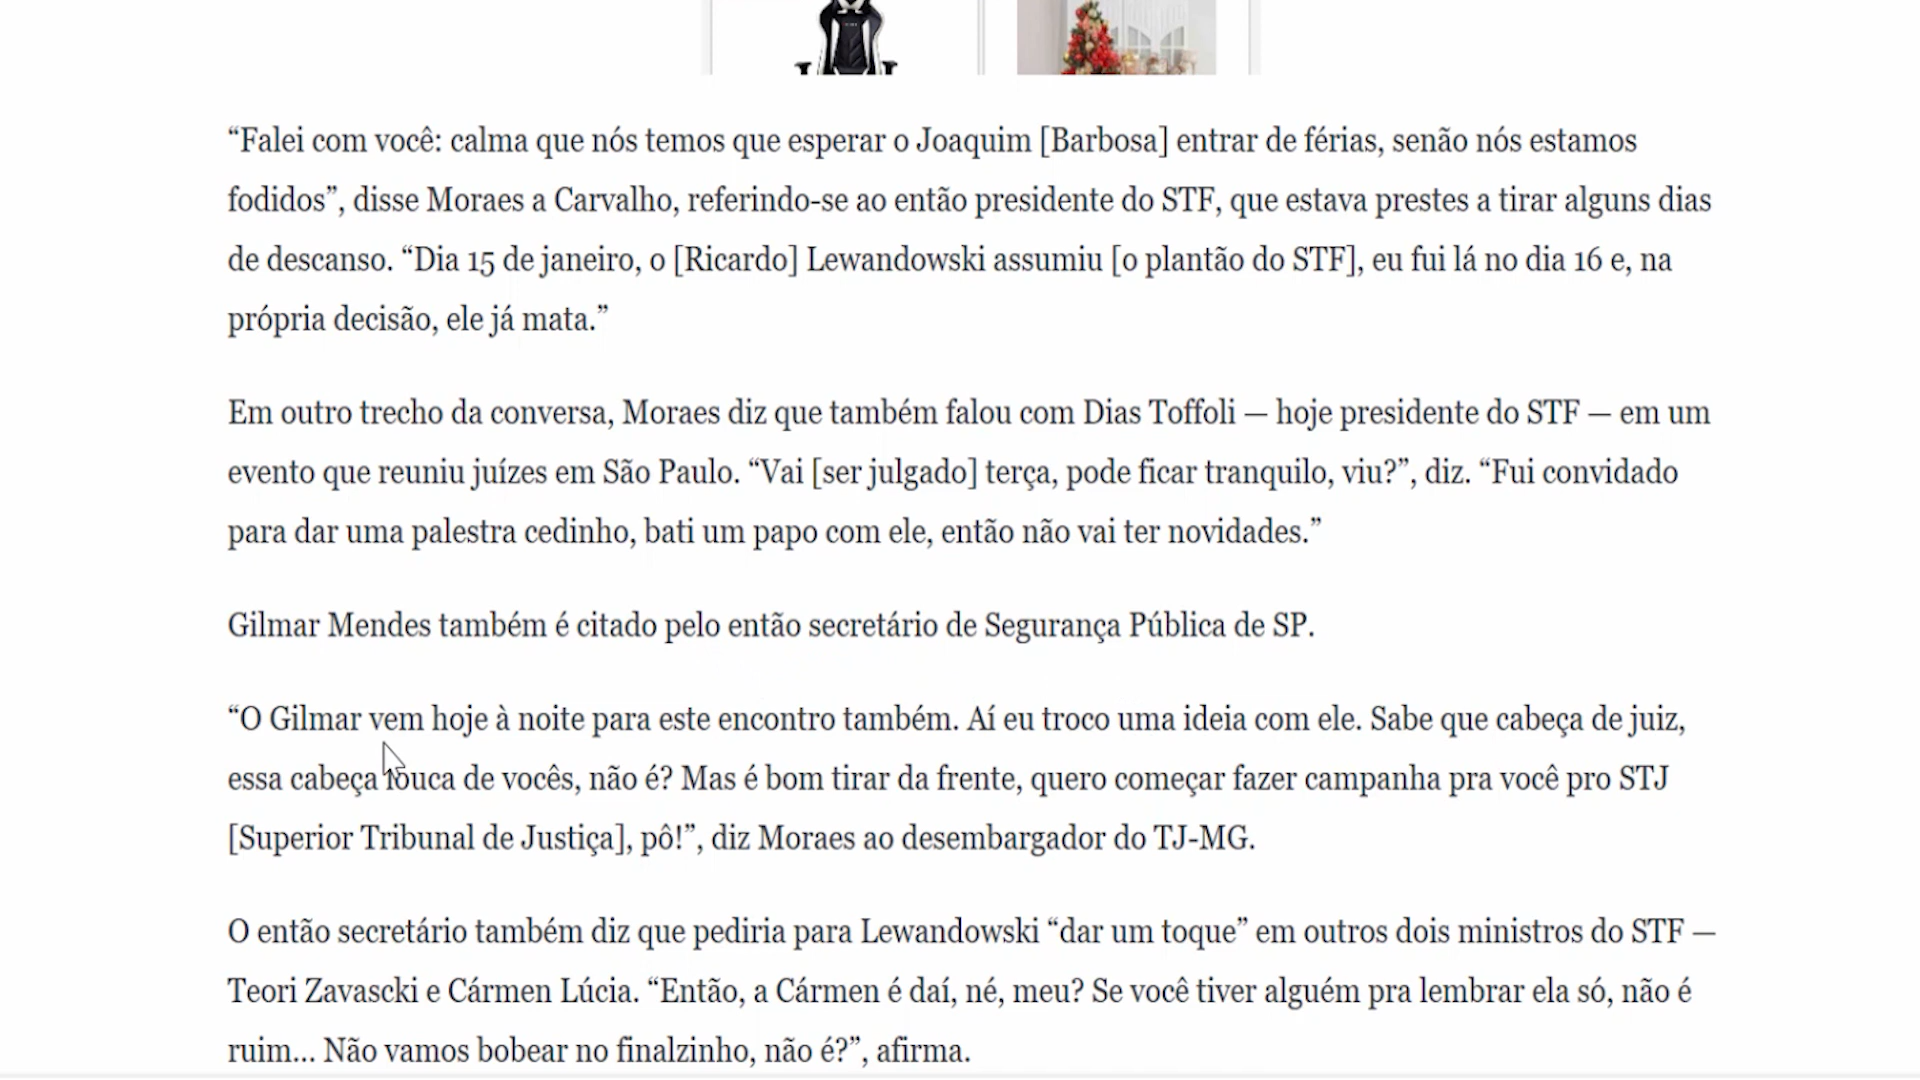 “Falei com você: calma que nós temos que esperar o Joaquim [Barbosa] entrar de férias, senão nós estamos
fodidos”, disse Moraes a Carvalho, referindo-se ao então presidente do STF, que estava prestes a tirar alguns dias
de descanso. “Dia 15 de janeiro, o [Ricardo] Lewandowski assumiu [o plantão do STF], eu fui lá no dia 16 e, na
própria decisão, ele já mata.”
Em outro trecho da conversa, Moraes diz que também falou com Dias Toffoli — hoje presidente do STF — em um
evento que reuniu juízes em São Paulo. “Vai [ser julgado] terça, pode ficar tranquilo, viu?”, diz. “Fui convidado
para dar uma palestra cedinho, bati um papo com ele, então não vai ter novidades.”
Gilmar Mendes também é citado pelo então secretário de Segurança Pública de SP.
“O Gilmar vem hoje à noite para este encontro também. Aí eu troco uma ideia com ele. Sabe que cabeça de juiz,
essa cabeça louca de vocês, não é? Mas é bom tirar da frente, quero começar fazer campanha pra você pro STJ
[Superior Tribunal de Justiça], pô!”, diz Moraes ao desembargador do TJ-MG.
O então secretário também diz que pediria para Lewandowski “dar um toque” em outros dois ministros do STF —
Teori Zavascki e Cármen Lúcia. “Então, a Cármen é daí, né, meu? Se você tiver alguém pra lembrar ela só, não é
ruim… Não vamos bobear no finalzinho, não é?”, afirma.